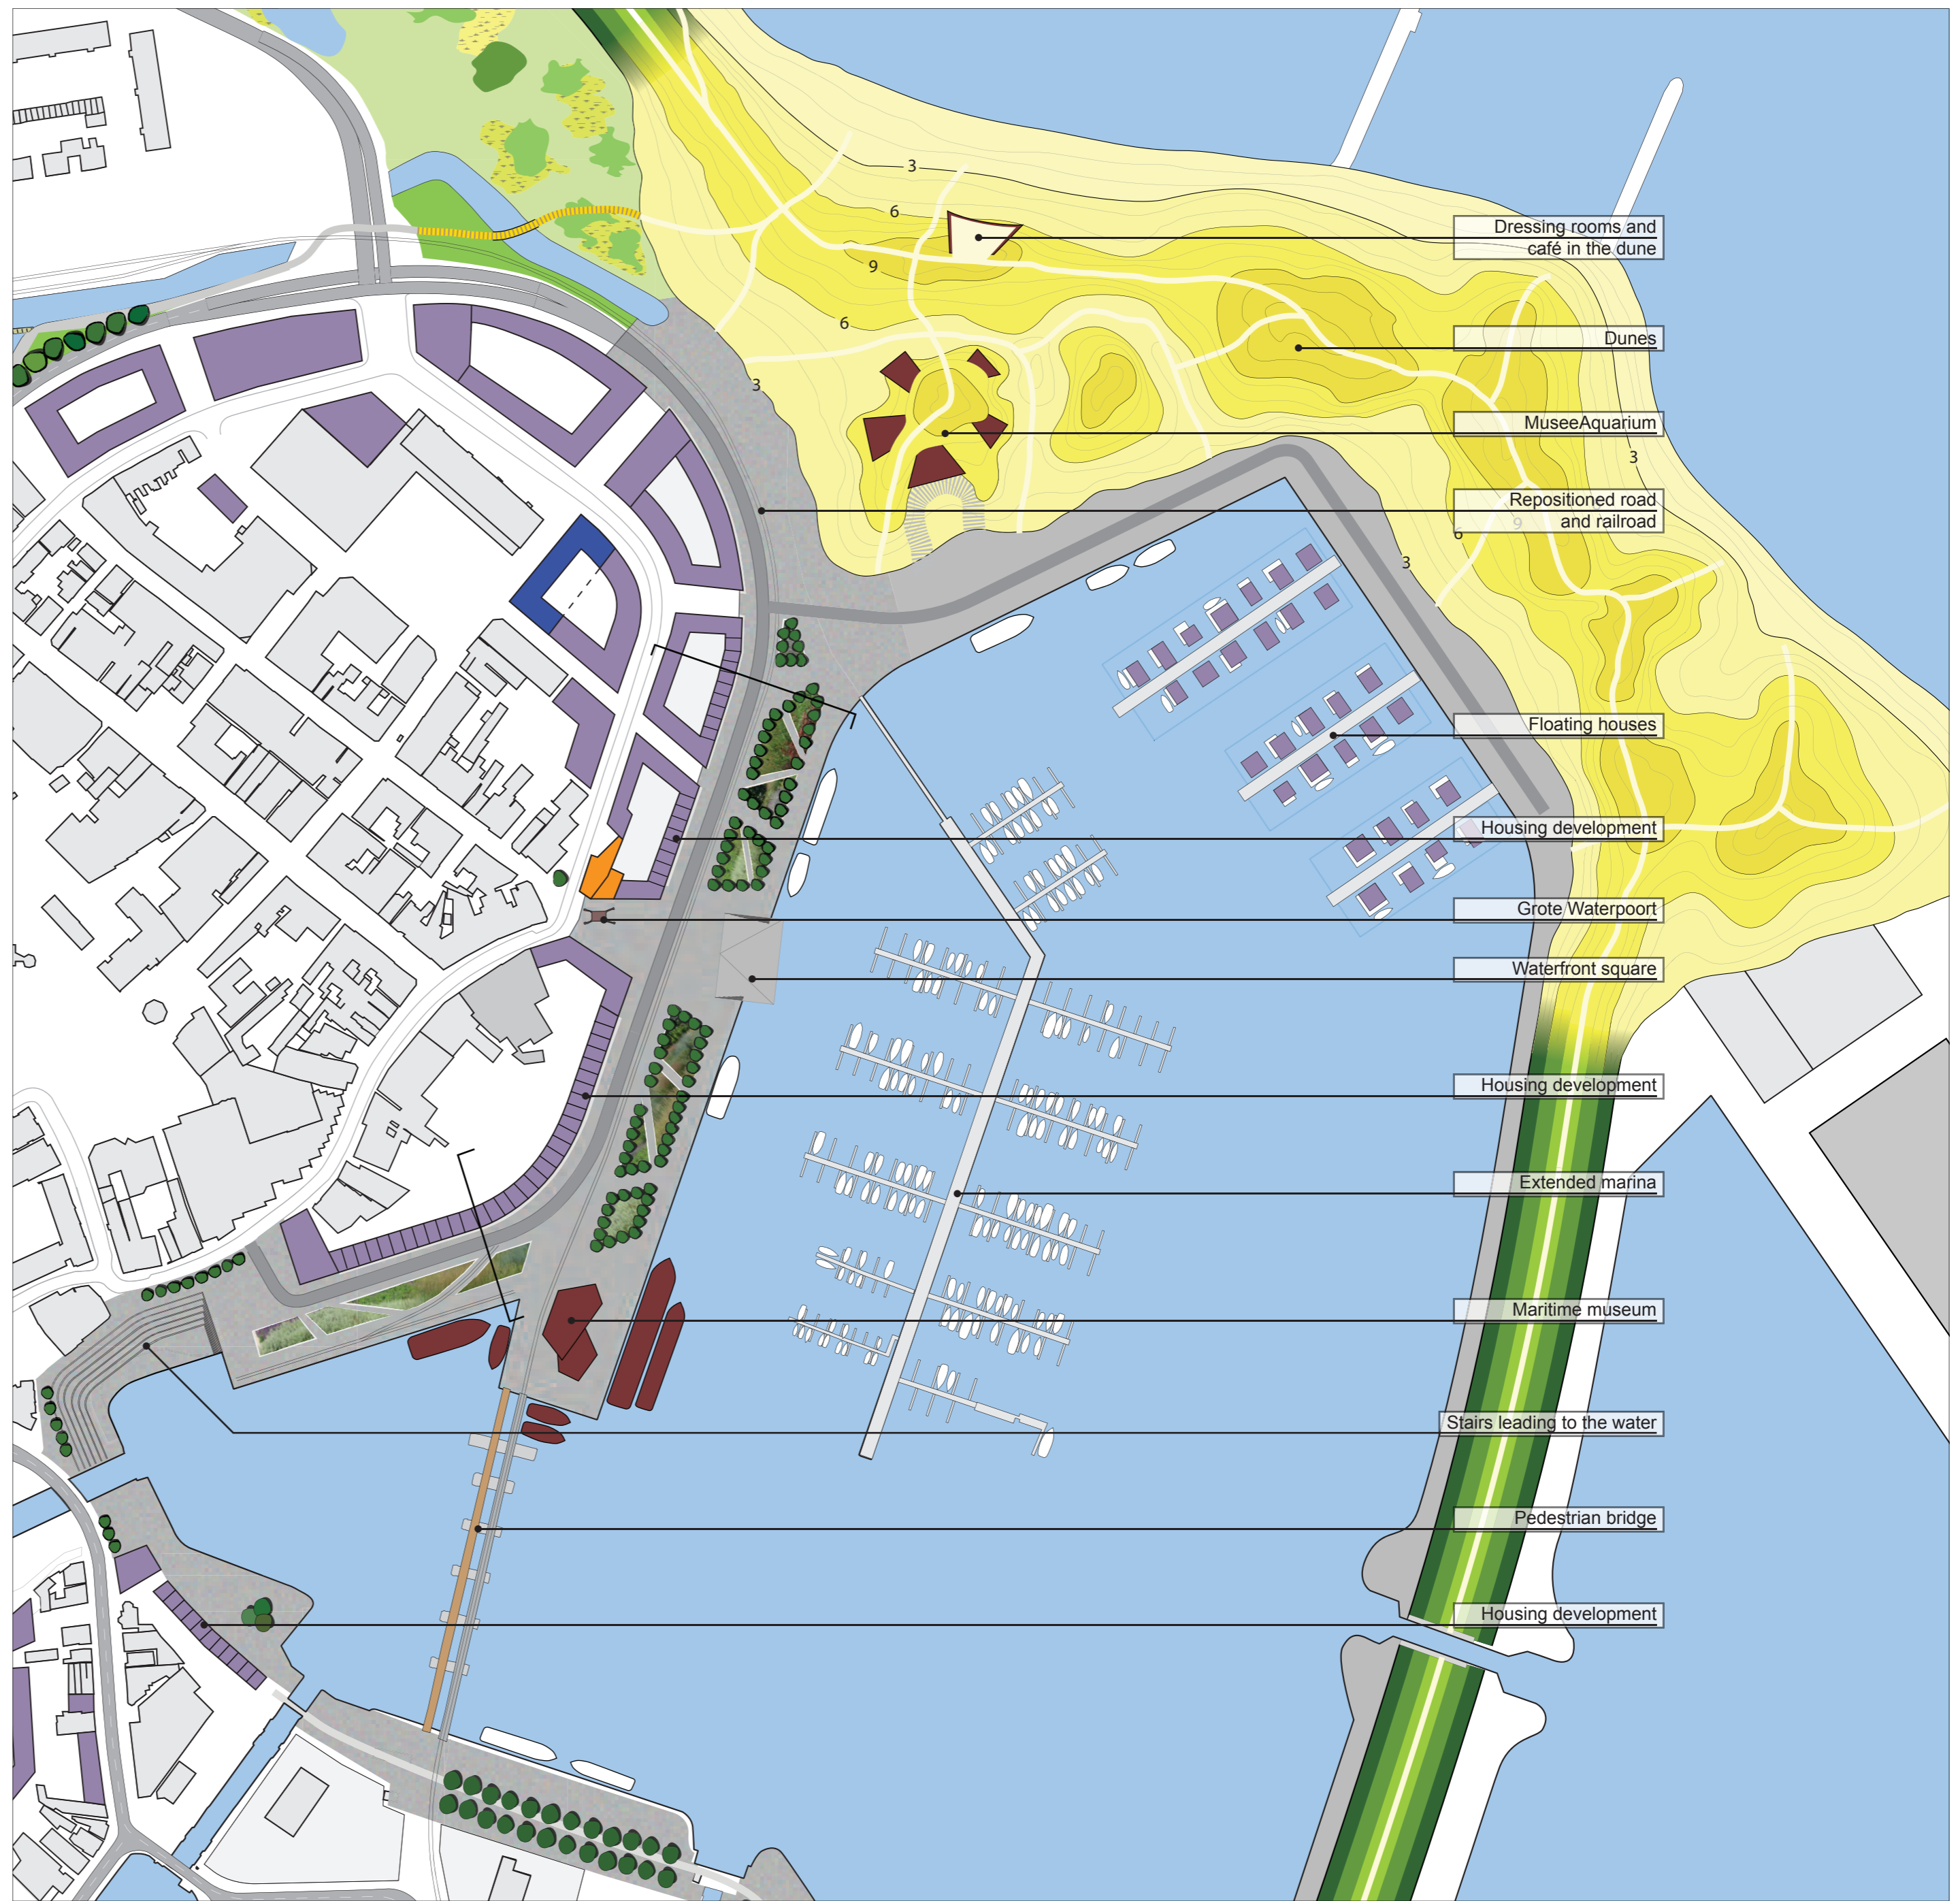 3
6
Dressing rooms and
café in the dune
9
6
Dunes
3
MuseeAquarium
3
Repositioned road
and railroad
9
6
3
Floating houses
Housing development
Grote Waterpoort
Waterfront square
Housing development
Extended marina
Maritime museum
Stairs leading to the water
Pedestrian bridge
Housing development